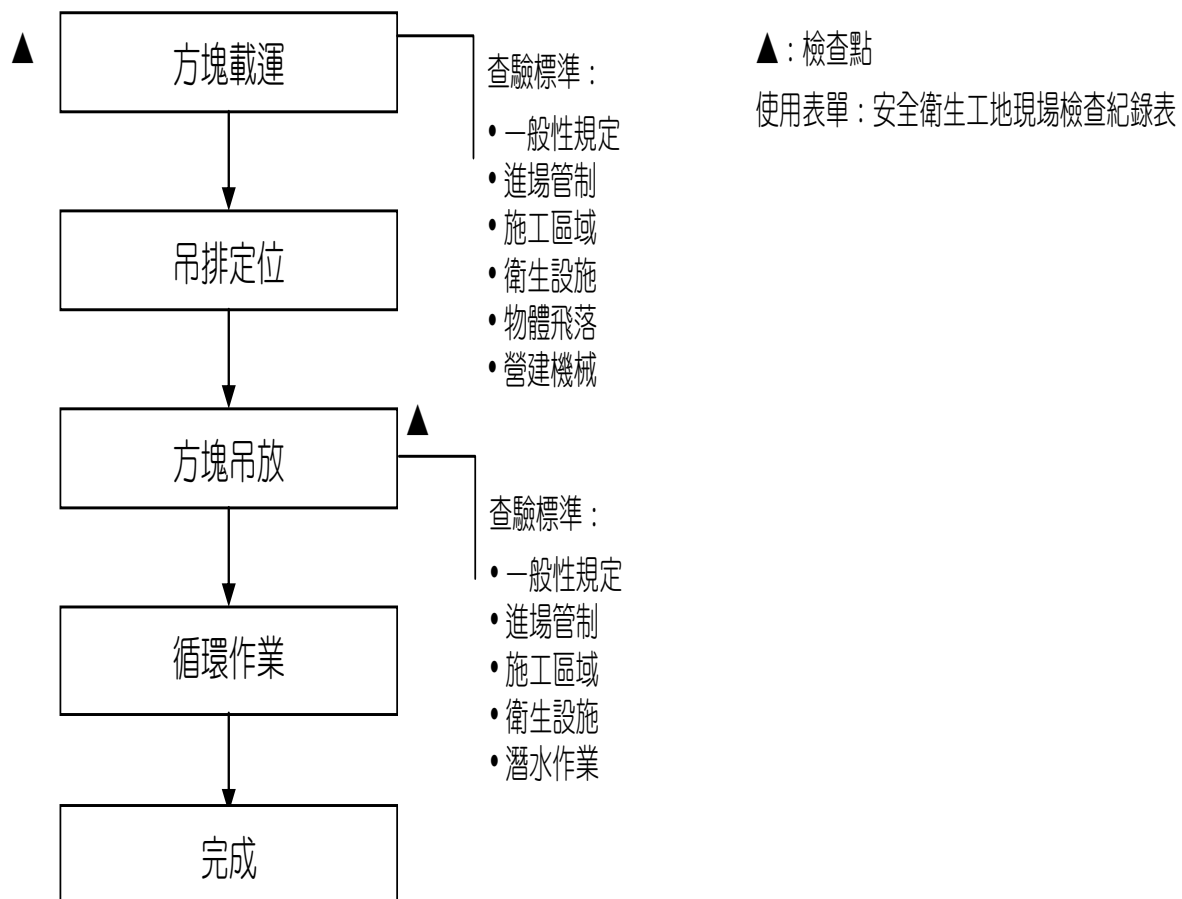 ▲
方塊載運
查驗標準：
• 一般性規定
• 進場管制
• 施工區域
• 衛生設施
• 物體飛落
• 營建機械
▲：檢查點
使用表單：安全衛生工地現場檢查紀錄表
吊排定位
方塊吊放
▲
查驗標準：
• 一般性規定
• 進場管制
• 施工區域
• 衛生設施
• 潛水作業
循環作業
完成